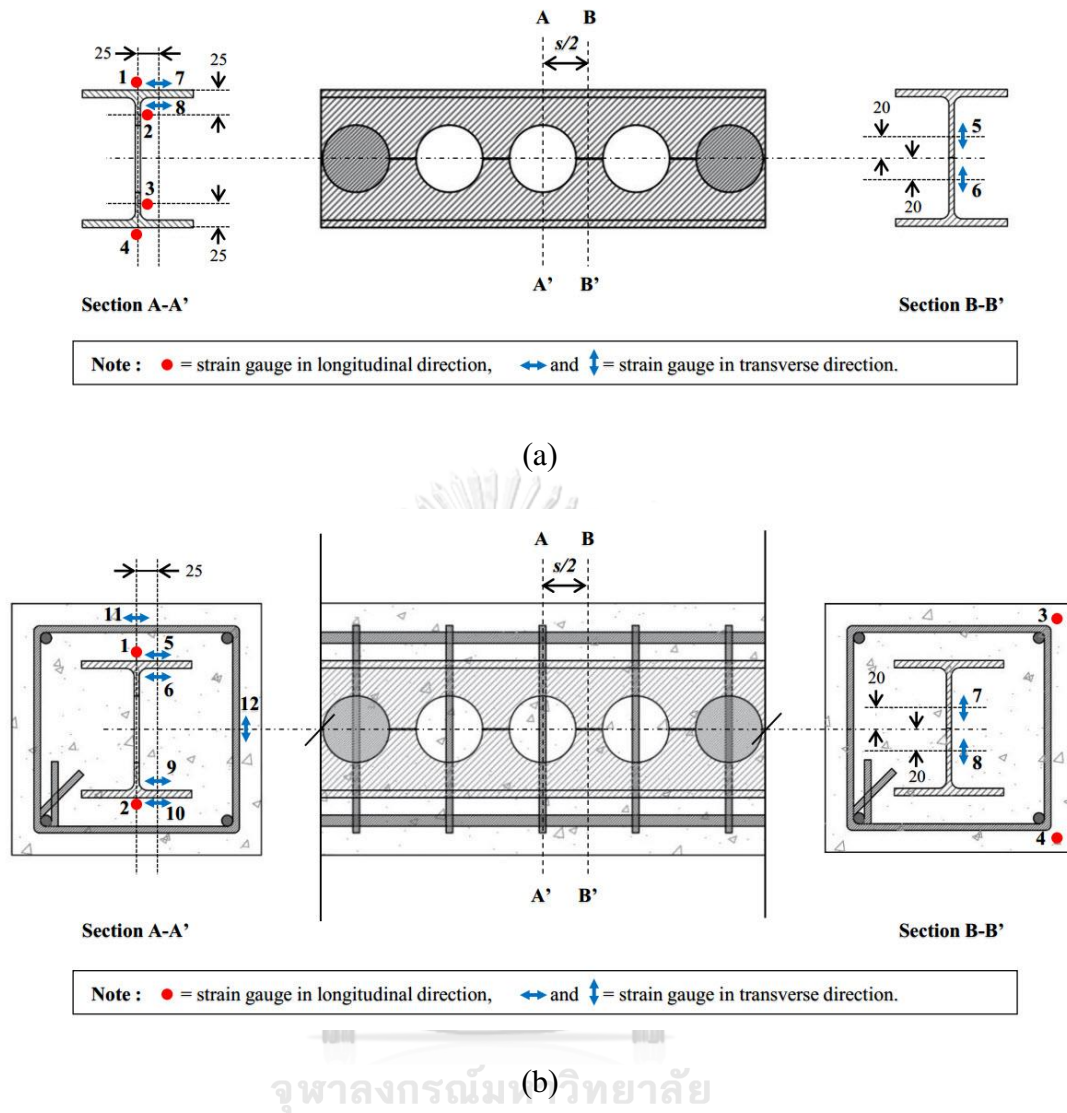 A B
25 25
s/2
1 7
8 20
2 5
3 6
20
4 25
A’ B’
Section A-A’ Section B-B’
Note : = strain gauge in longitudinal direction, and = strain gauge in transverse direction.
(a)
A B
25
s/2
11 3
1 5
6 20
12 7
8
9 20
2 10
4
A’ B’
Section A-A’ Section B-B’
Note : = strain gauge in longitudinal direction, and = strain gauge in transverse direction.
(b)
จุฬาลงกรณ์มหาวิทยาลัย